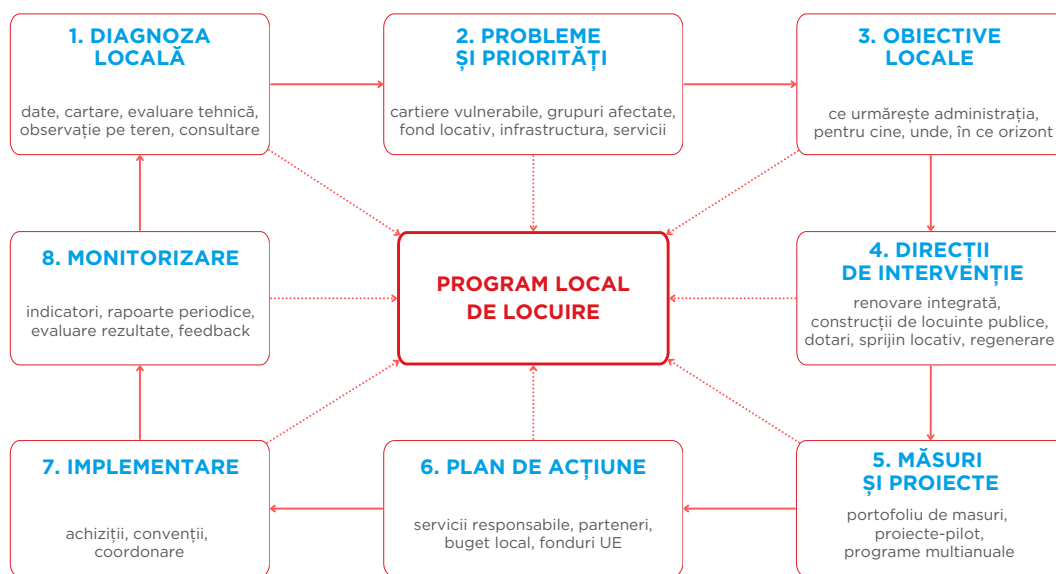 1. DIAGNOZA
LOCALĂ
date, cartare, evaluare tehnică,
observație pe teren, consultare
2. PROBLEME
ȘI PRIORITĂȚI
cartiere vulnerabile, grupuri afectate,
fond locativ, infrastructura, servicii
3. OBIECTIVE
LOCALE
ce urmărește administrația,
pentru cine, unde, în ce orizont
8. MONITORIZARE
indicatori, rapoarte periodice,
evaluare rezultate, feedback
PROGRAM LOCAL
DE LOCUIRE
4. DIRECȚII
DE INTERVENȚIE
renovare integrată,
construcții de locuinte publice,
dotari, sprijin locativ, regenerare
7. IMPLEMENTARE
achiziții, convenții,
coordonare
6. PLAN DE ACȚIUNE
servicii responsabile, parteneri,
buget local, fonduri UE
5. MĂSURI
ȘI PROIECTE
portofoliu de masuri,
proiecte-pilot,
programe multianuale